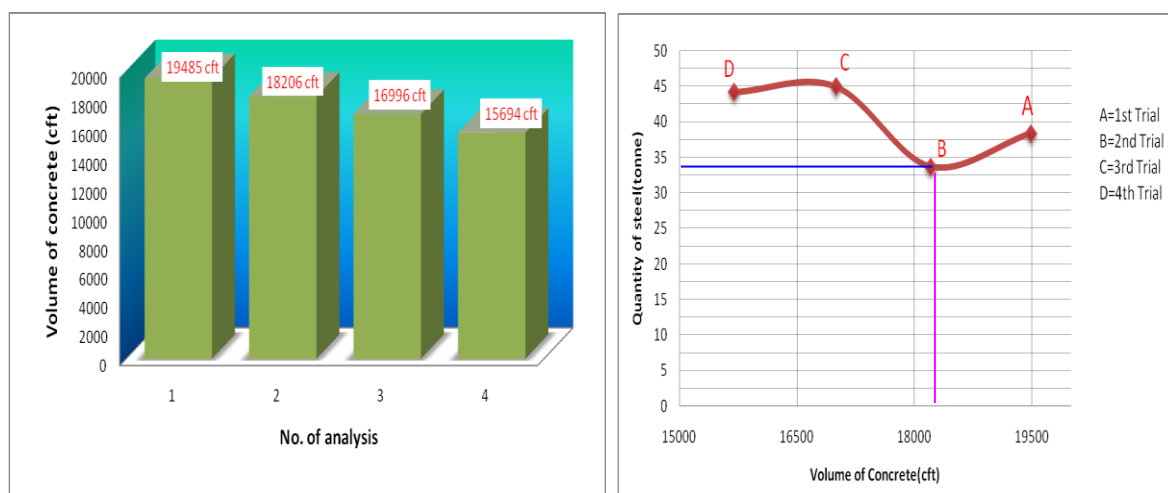 Volume of concrete (cft)
20000
18000
16000
14000
12000
10000
8000
6000
4000
2000
0
19485 cft
18206 cft
16996 cft
15694 cft
1 2 3 4
No. of analysis
Quantity of steel(tonne)
50
45
40
35
30
25
20
15
10
5
0
D
C
B
A
15000 16500 18000 19500
Volume of Concrete(cft)
A=1st Trial
B=2nd Trial
C=3rd Trial
D=4th Trial